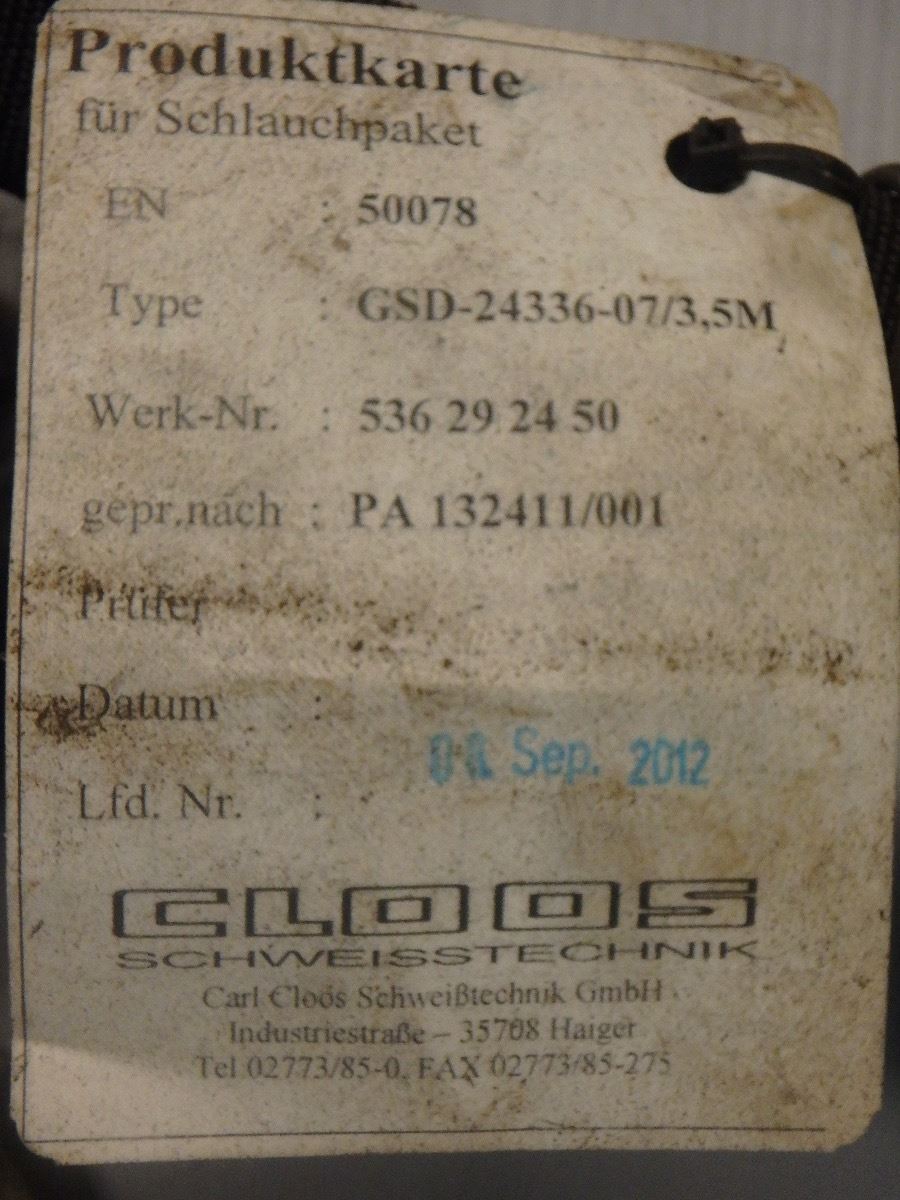 Produktkarte
für Schlauchpaket
EN : 50078
Type : GSD-24336-07/3,5M
Werk-Nr. : 536 29 24 50
gepr.nach : PA 132411/001
Prüfer :
Datum :
Sep. 2012
Lfd. Nr. :
CLOOS
SCHWEISSTECHNIK
Carl Cloos Schweißtechnik GmbH
Industriestraße – 35708 Haiger
Tel 02773/85-0, FAX 02773/85-275